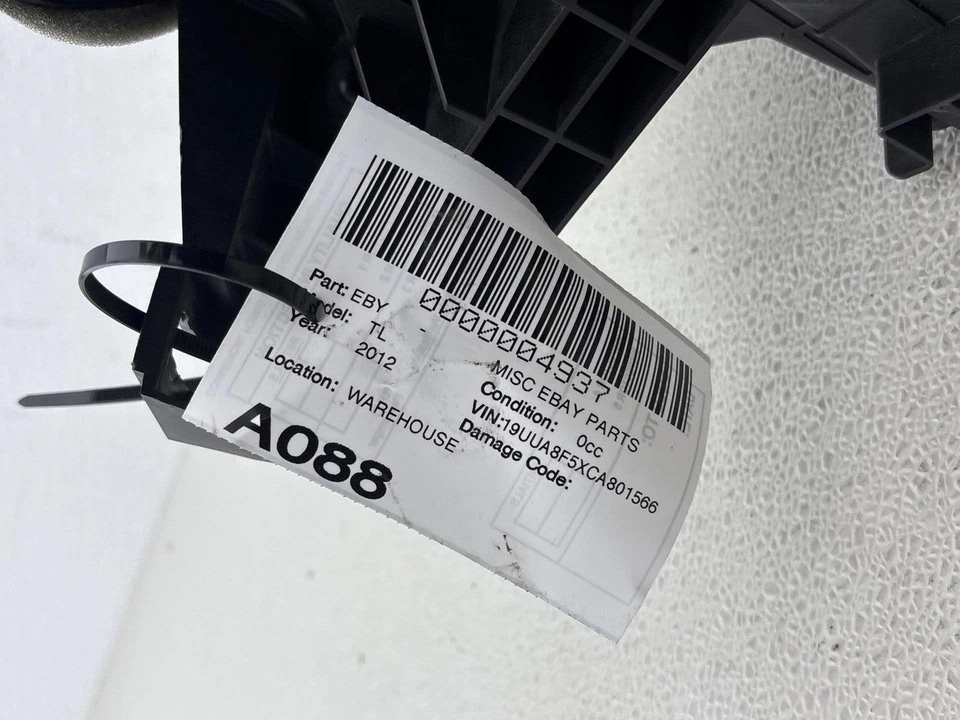 0000004937
Part: EBY - MISC EBAY PARTS
Model: TL Condition: 0cc
Year: 2012 VIN:19UUA8F5XCA801566
Location: WAREHOUSE Damage Code:
A088